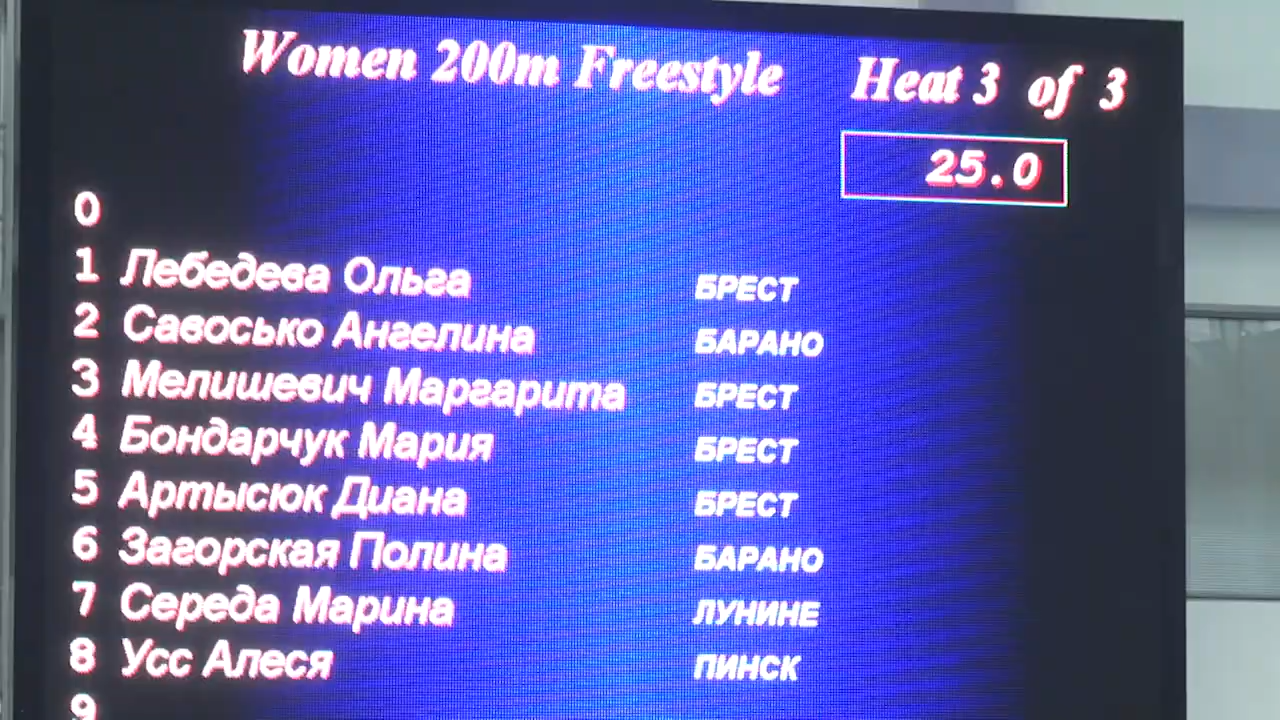 Women 200m Freestyle Heat 3 of 3
25.0
0
1 Лебедева Ольга БРЕСТ
2 Савосько Ангелина БАРАНО
3 Мелишевич Маргарита БРЕСТ
4 Бондарчук Мария БРЕСТ
5 Артысюк Диана БРЕСТ
6 Загорская Полина БАРАНО
7 Середа Марина ЛУНИНЕ
8 Усс Алеся ПИНСК
9